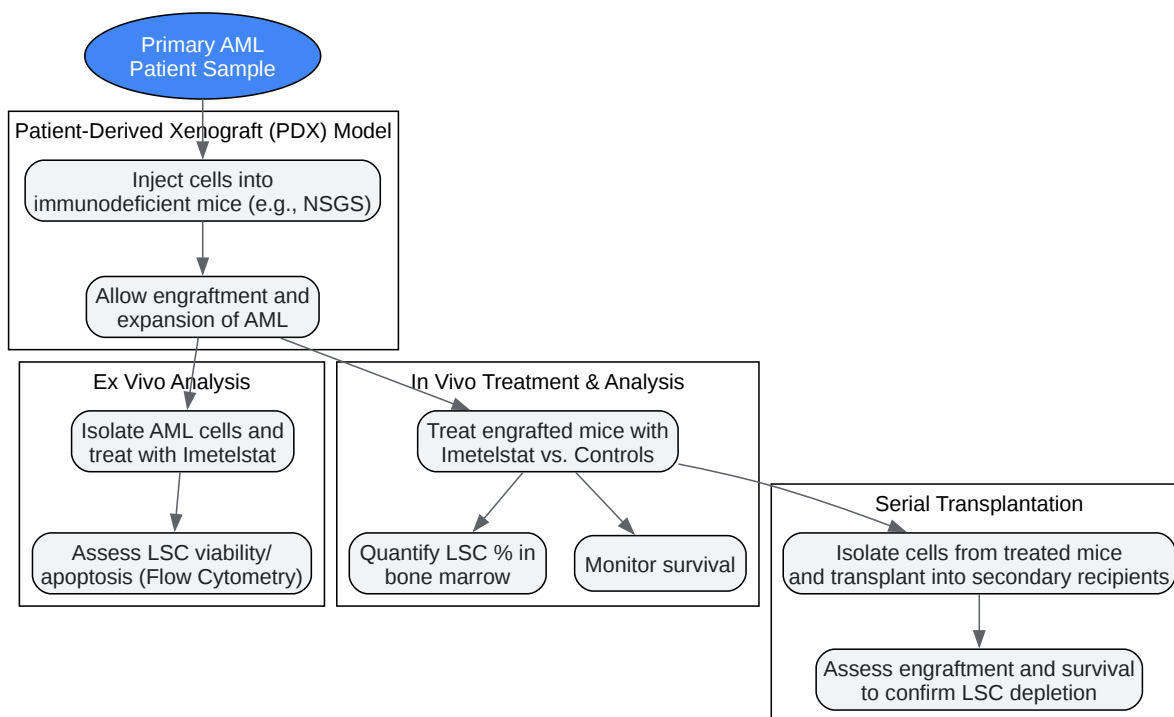 Primary AML
Patient Sample
Patient-Derived Xenograft (PDX) Model
Inject cells into
immunodeficient mice (e.g., NSGS)
Allow engraftment and
expansion of AML
Ex Vivo Analysis
Isolate AML cells and
treat with Imetelstat
Assess LSC viability/
apoptosis (Flow Cytometry)
In Vivo Treatment & Analysis
Treat engrafted mice with
Imetelstat vs. Controls
Quantify LSC % in
bone marrow
Monitor survival
Serial Transplantation
Isolate cells from treated mice
and transplant into secondary recipients
Assess engraftment and survival
to confirm LSC depletion